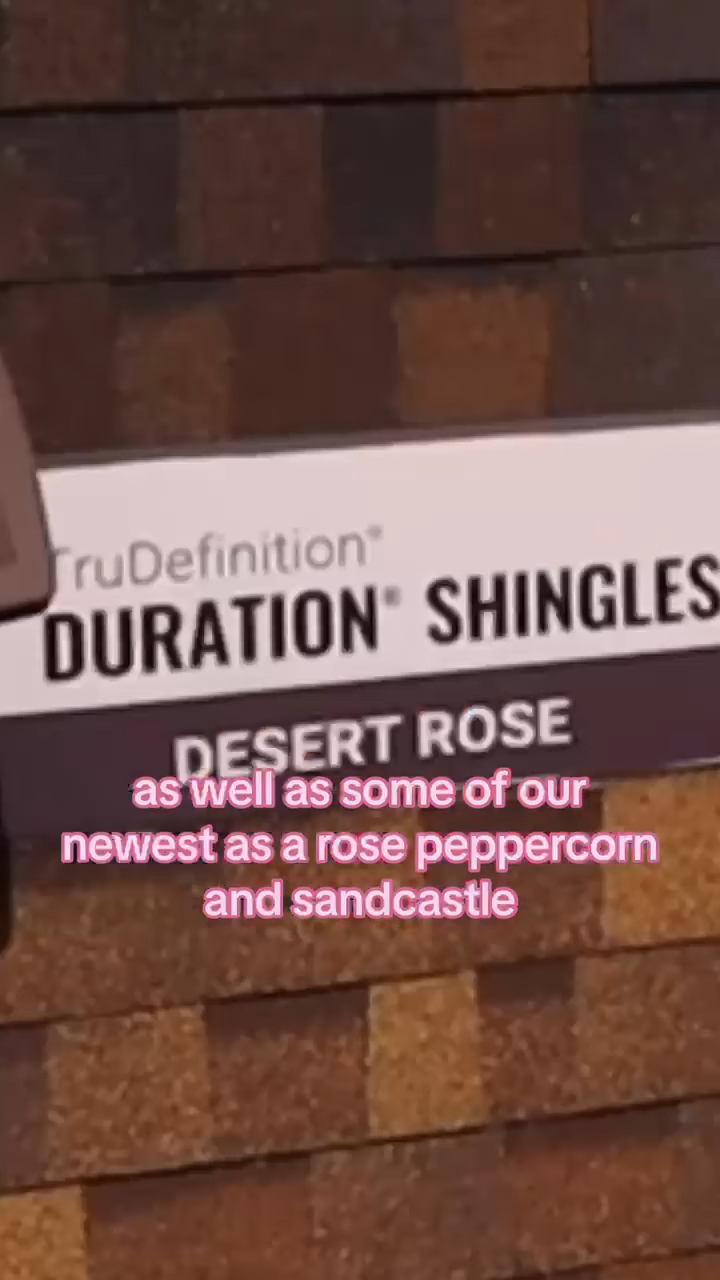 TruDefinition®
DURATION® SHINGLES
DESERT ROSE
as well as some of our
newest as a rose peppercorn
and sandcastle